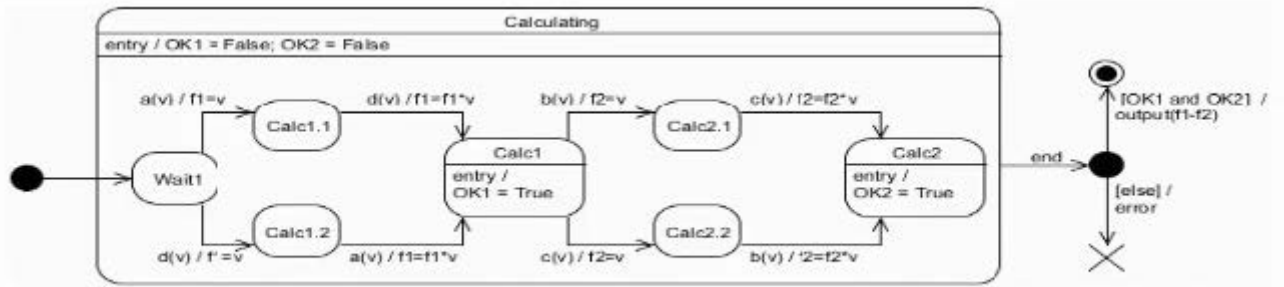 Calculating
entry / OK1 = False; OK2 = False
a(v) / f1=v
d(v) / f1=f1*v
b(v) / f2=v
c(v) / f2=f2*v
[OK1 and OK2] /
output(f1-f2)
Calc1.1
Calc2.1
Wait1
Calc1
entry /
OK1 = True
Calc2
entry /
OK2 = True
end
[else] /
error
Calc1.2
Calc2.2
d(v) / f'=v
a(v) / f1=f1*v
c(v) / f2=v
b(v) / f2=f2*v